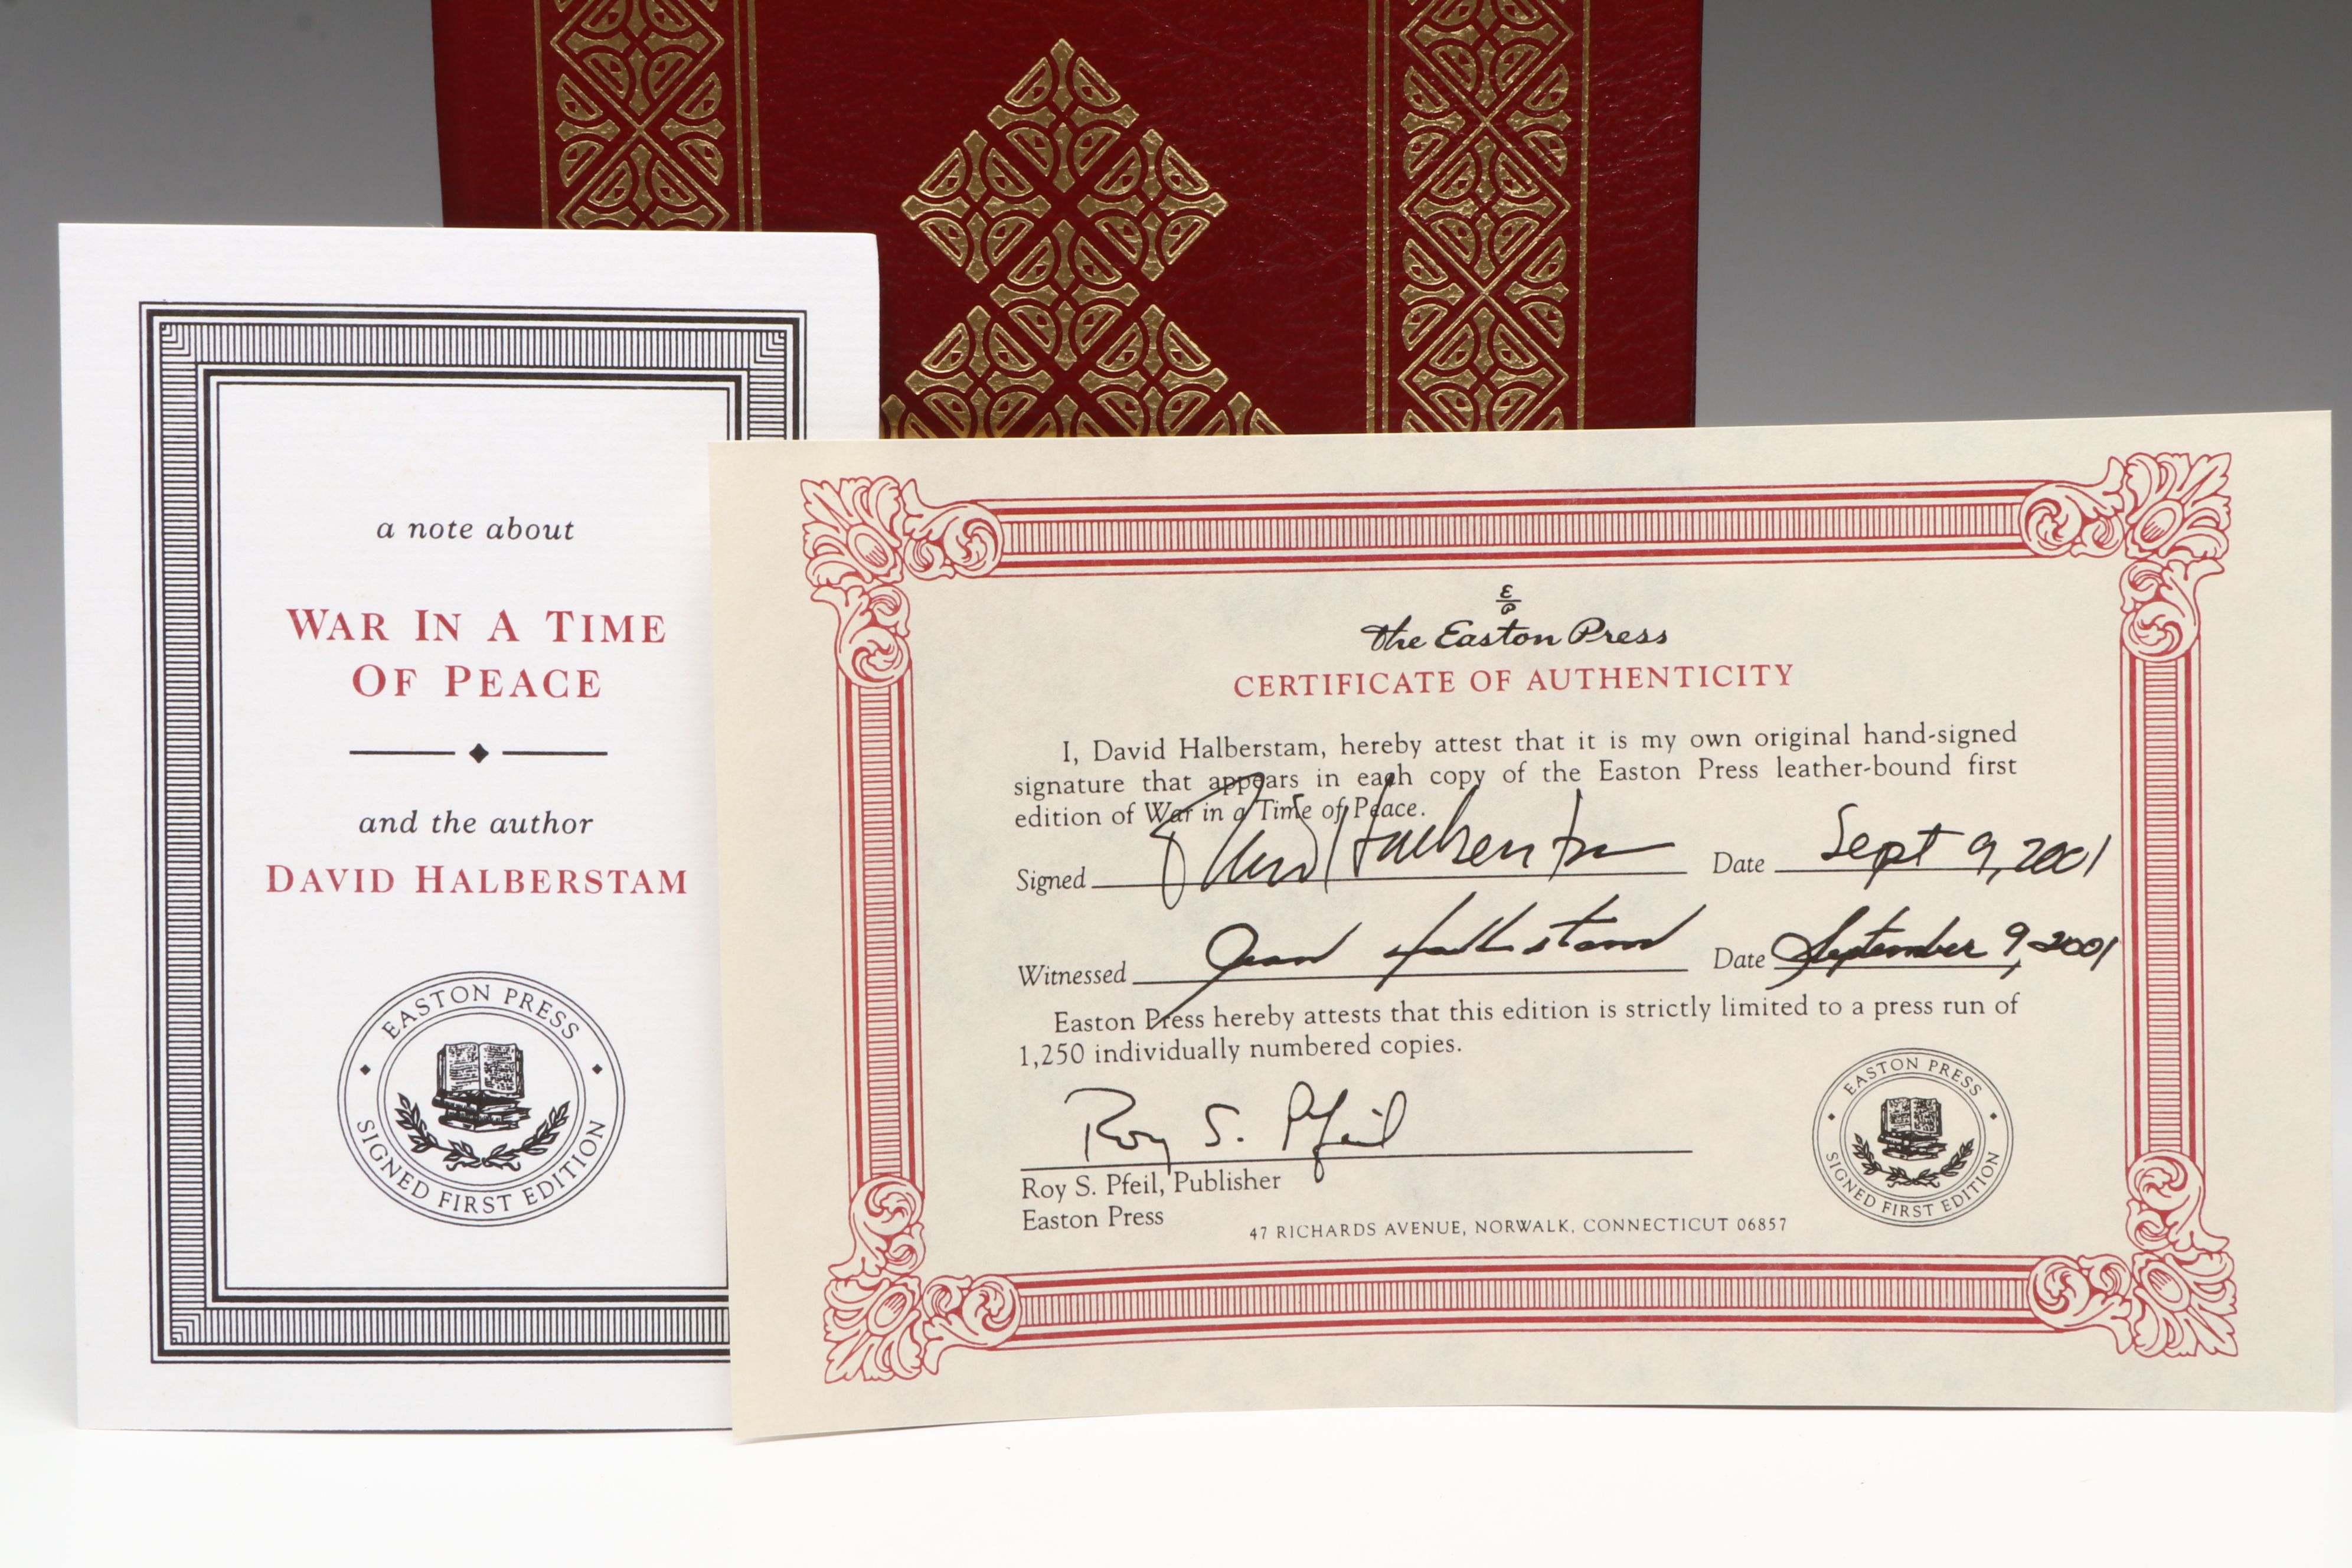 a note about
WAR IN A TIME
OF PEACE
and the author
DAVID HALBERSTAM
EASTON PRESS
SIGNED FIRST EDITION
E
P
the Easton Press
CERTIFICATE OF AUTHENTICITY
I, David Halberstam, hereby attest that it is my own original hand-signed
signature that appears in each copy of the Easton Press leather-bound first
edition of War in a Time of Peace.
Signed David Halberstam Date Sept 9, 2001
Witnessed Jean Halberstam Date September 9, 2001
Easton Press hereby attests that this edition is strictly limited to a press run of
1,250 individually numbered copies.
Roy S. Pfeil
Roy S. Pfeil, Publisher
Easton Press
47 RICHARDS AVENUE, NORWALK, CONNECTICUT 06857
EASTON PRESS
SIGNED FIRST EDITION